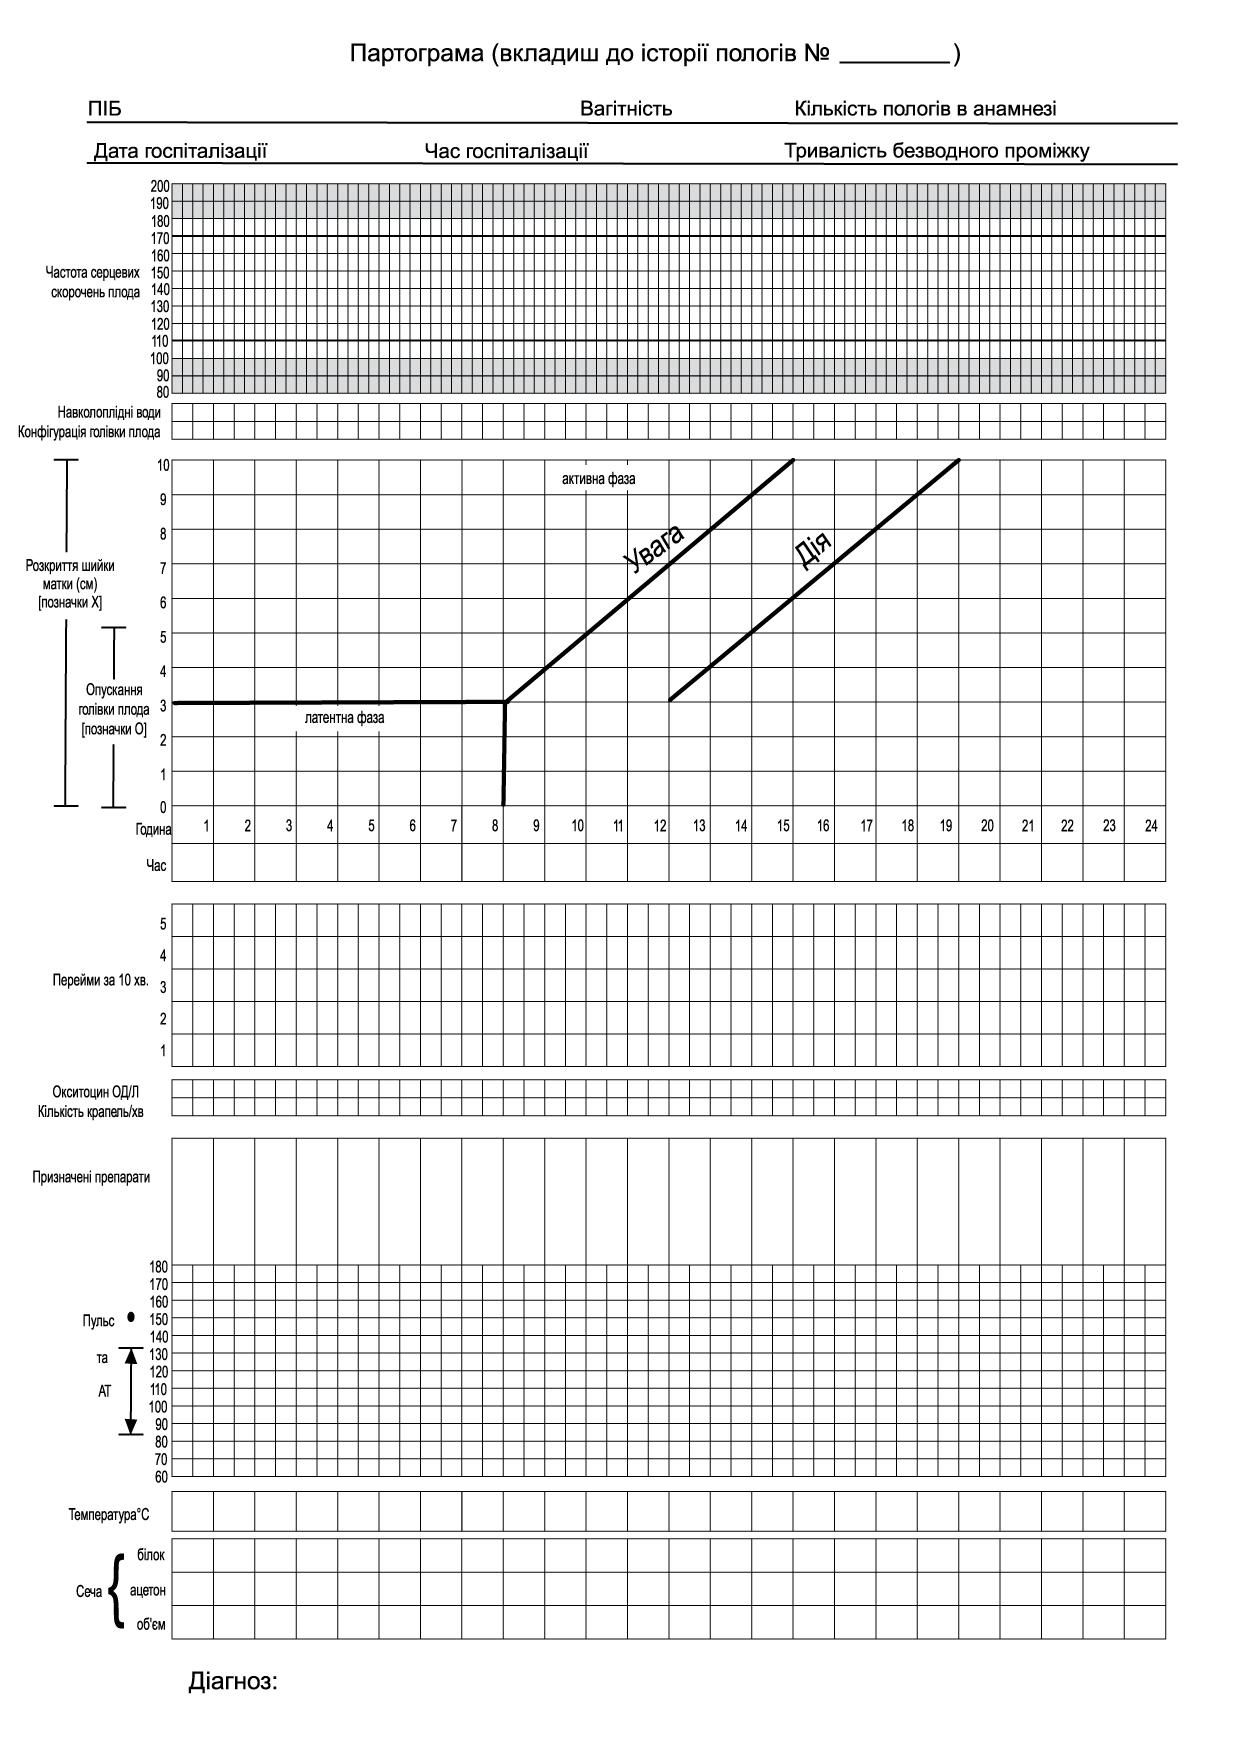 Партограма (вкладиш до історії пологів № ________ )
ПІБ Вагітність Кількість пологів в анамнезі
Дата госпіталізації Час госпіталізації Тривалість безводного проміжку
200
190
180
170
160
Частота серцевих 150
скорочень плода 140
130
120
110
100
90
80
Навколоплідні води
Конфігурація голівки плода
10
активна фаза
9
8
Увага
Дія
7
Розкриття шийки
матки (см)
[позначки X]
6
5
4
Опускання
голівки плода
[позначки О]
3
латентна фаза
2
1
0
Година 1 2 3 4 5 6 7 8 9 10 11 12 13 14 15 16 17 18 19 20 21 22 23 24
Час
5
4
Перейми за 10 хв. 3
2
1
Окситоцин ОД/Л
Кількість крапель/хв
Призначені препарати
180
170
160
Пульс • 150
140
та 130
120
АТ 110
100
90
80
70
60
Температура°С
білок
Сеча { ацетон
об'єм
Діагноз: